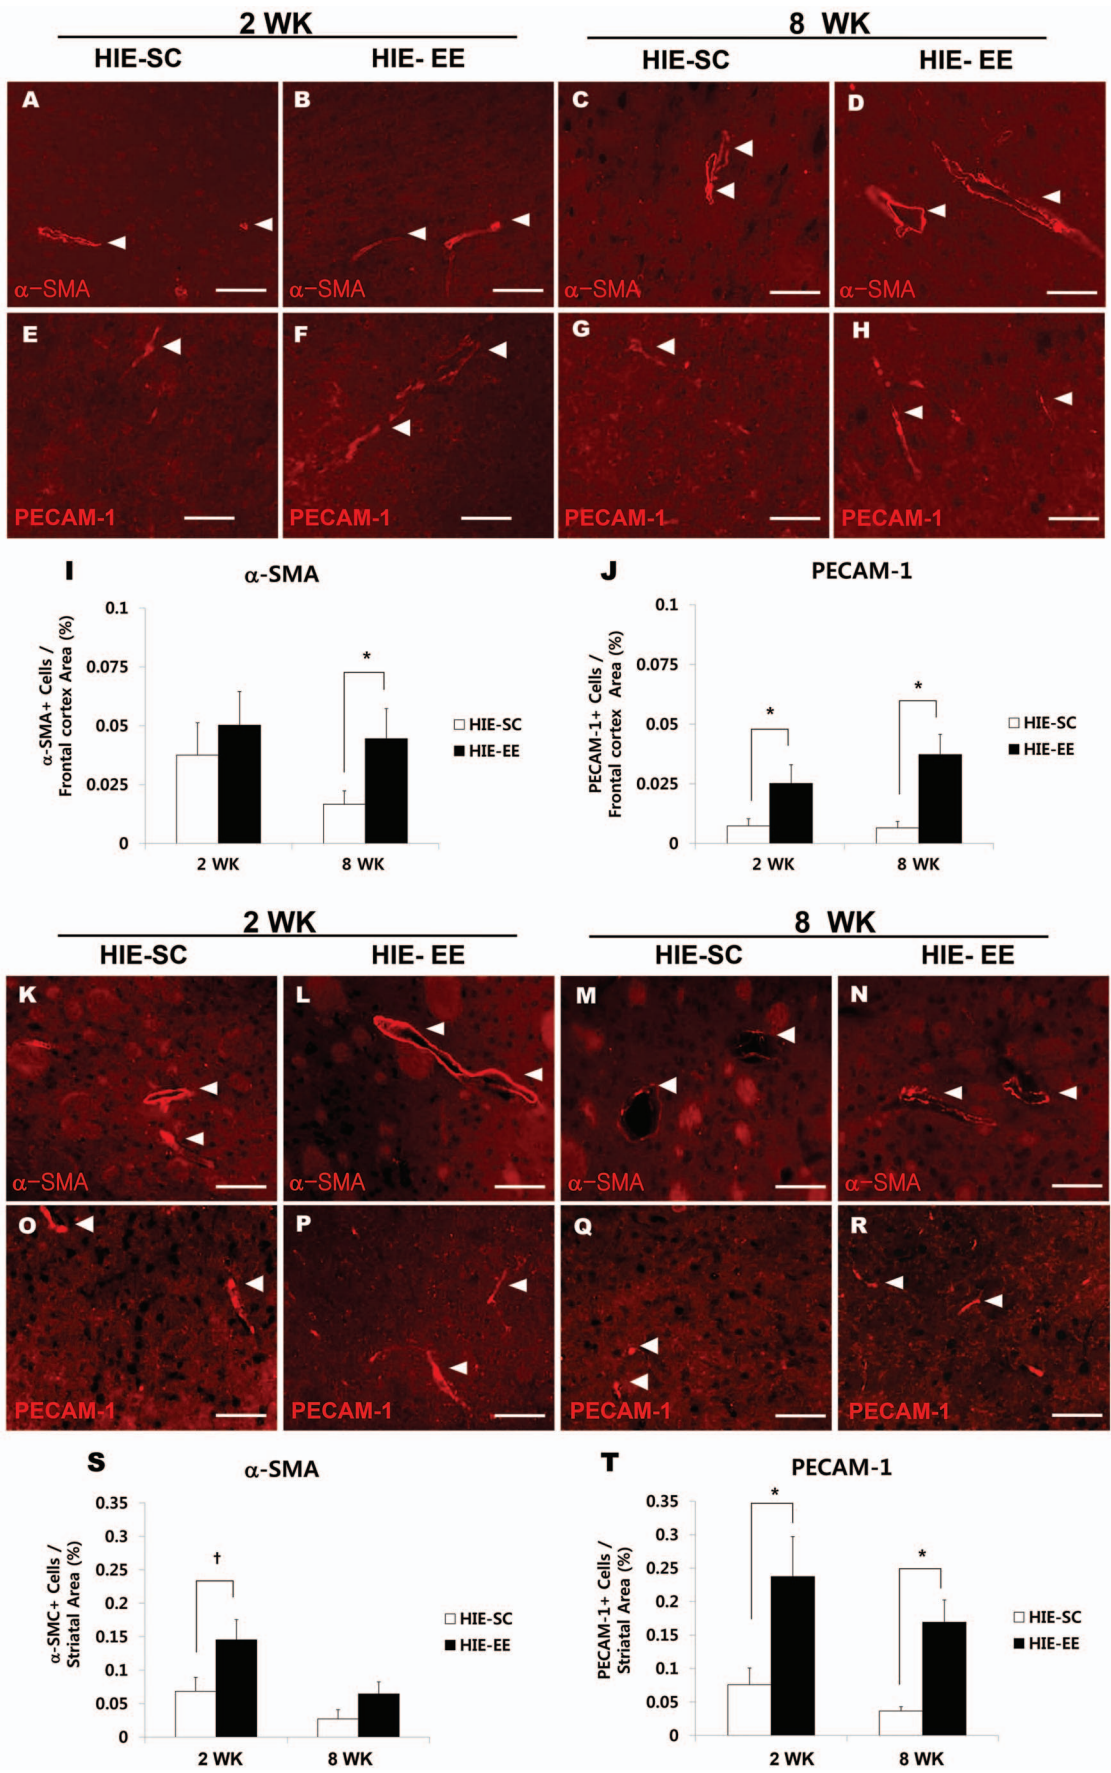 2 WK 8 WK
HIE-SC HIE- EE HIE-SC HIE- EE
A B C D
α-SMA α-SMA α-SMA α-SMA
E F G H
PECAM-1 PECAM-1 PECAM-1 PECAM-1
I α-SMA
α-SMA+ Cells /
Frontal cortex Area (%)
0.1
0.075
0.05
0.025
0
*
HIE-SC
HIE-EE
2 WK 8 WK
J PECAM-1
PECAM-1+ Cells /
Frontal cortex Area (%)
0.1
0.075
0.05
0.025
0
* *
HIE-SC
HIE-EE
2 WK 8 WK
2 WK 8 WK
HIE-SC HIE- EE HIE-SC HIE- EE
K L M N
α-SMA α-SMA α-SMA α-SMA
O P Q R
PECAM-1 PECAM-1 PECAM-1 PECAM-1
S α-SMA
α-SMC+ Cells /
Striatal Area (%)
0.35
0.3
0.25
0.2
0.15
0.1
0.05
0
†
HIE-SC
HIE-EE
2 WK 8 WK
T PECAM-1
PECAM-1+ Cells /
Striatal Area (%)
0.35
0.3
0.25
0.2
0.15
0.1
0.05
0
* *
HIE-SC
HIE-EE
2 WK 8 WK